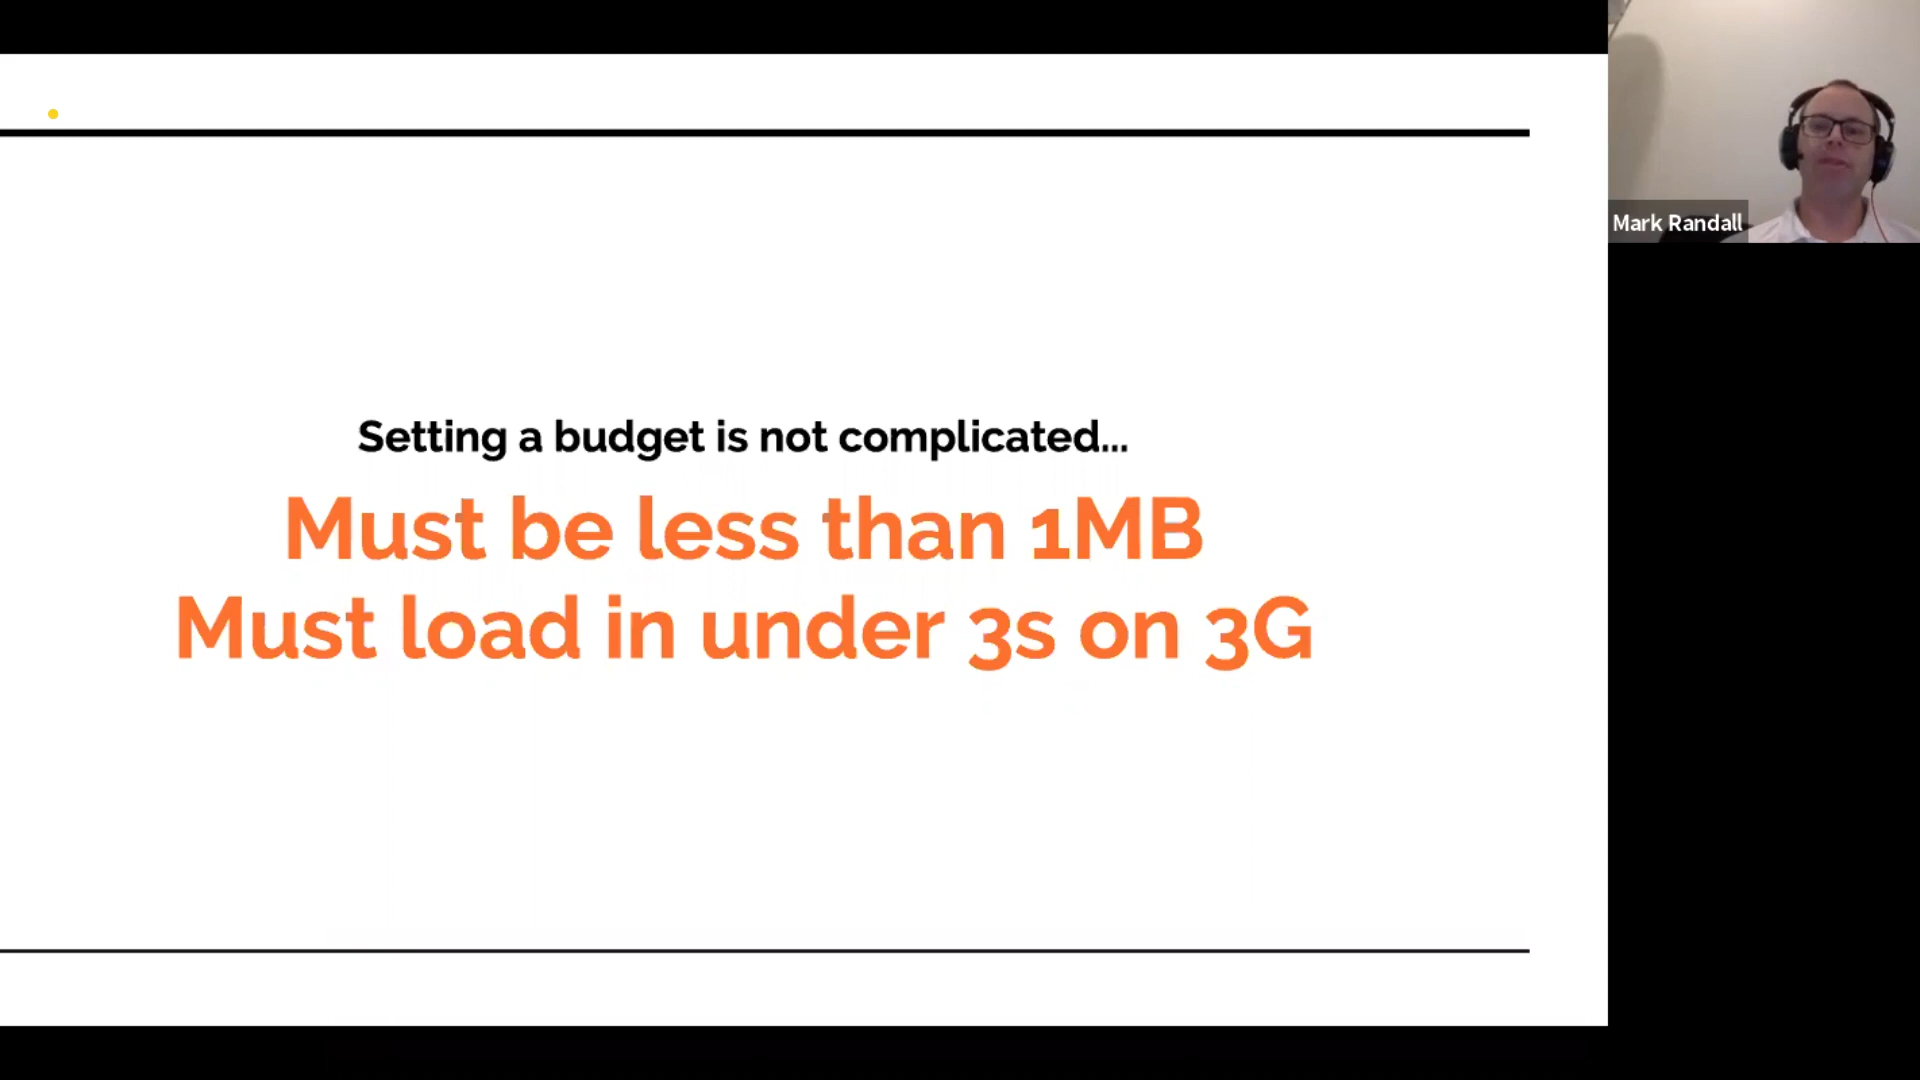 Setting a budget is not complicated...
Must be less than 1MB
Must load in under 3s on 3G
Mark Randall